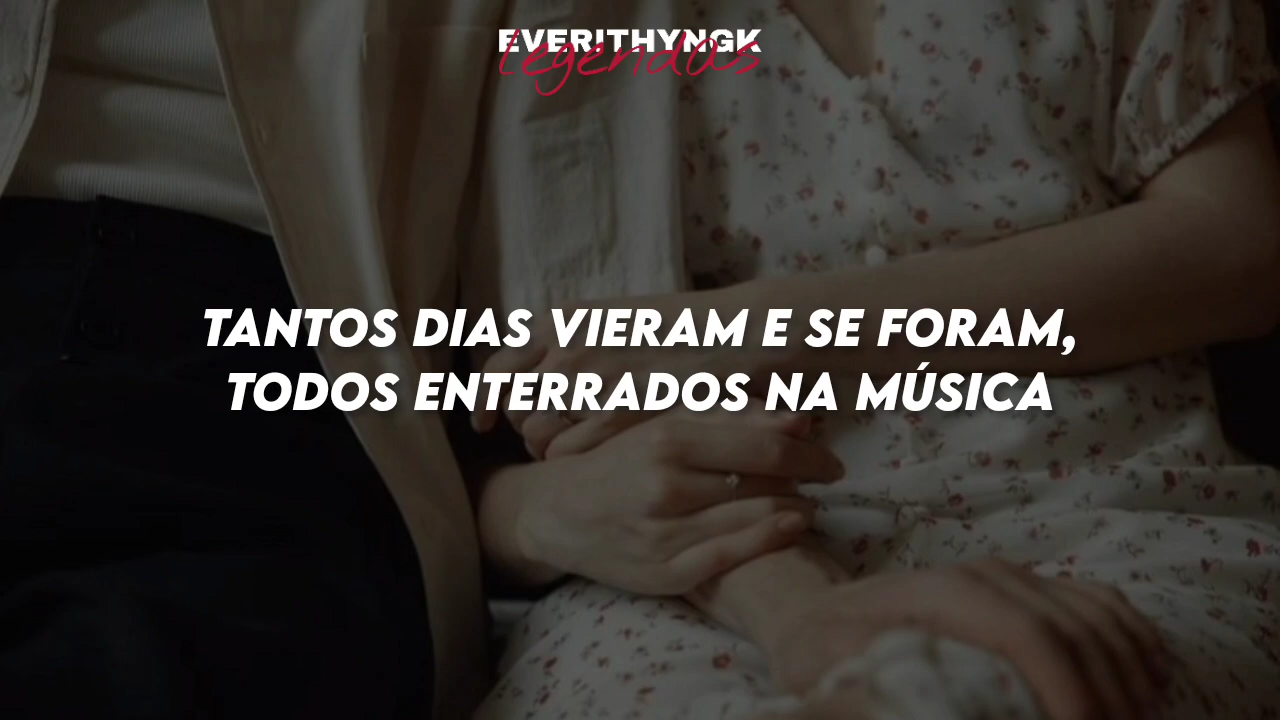 EVERITHYNGK
legendas
TANTOS DIAS VIERAM E SE FORAM,
TODOS ENTERRADOS NA MÚSICA